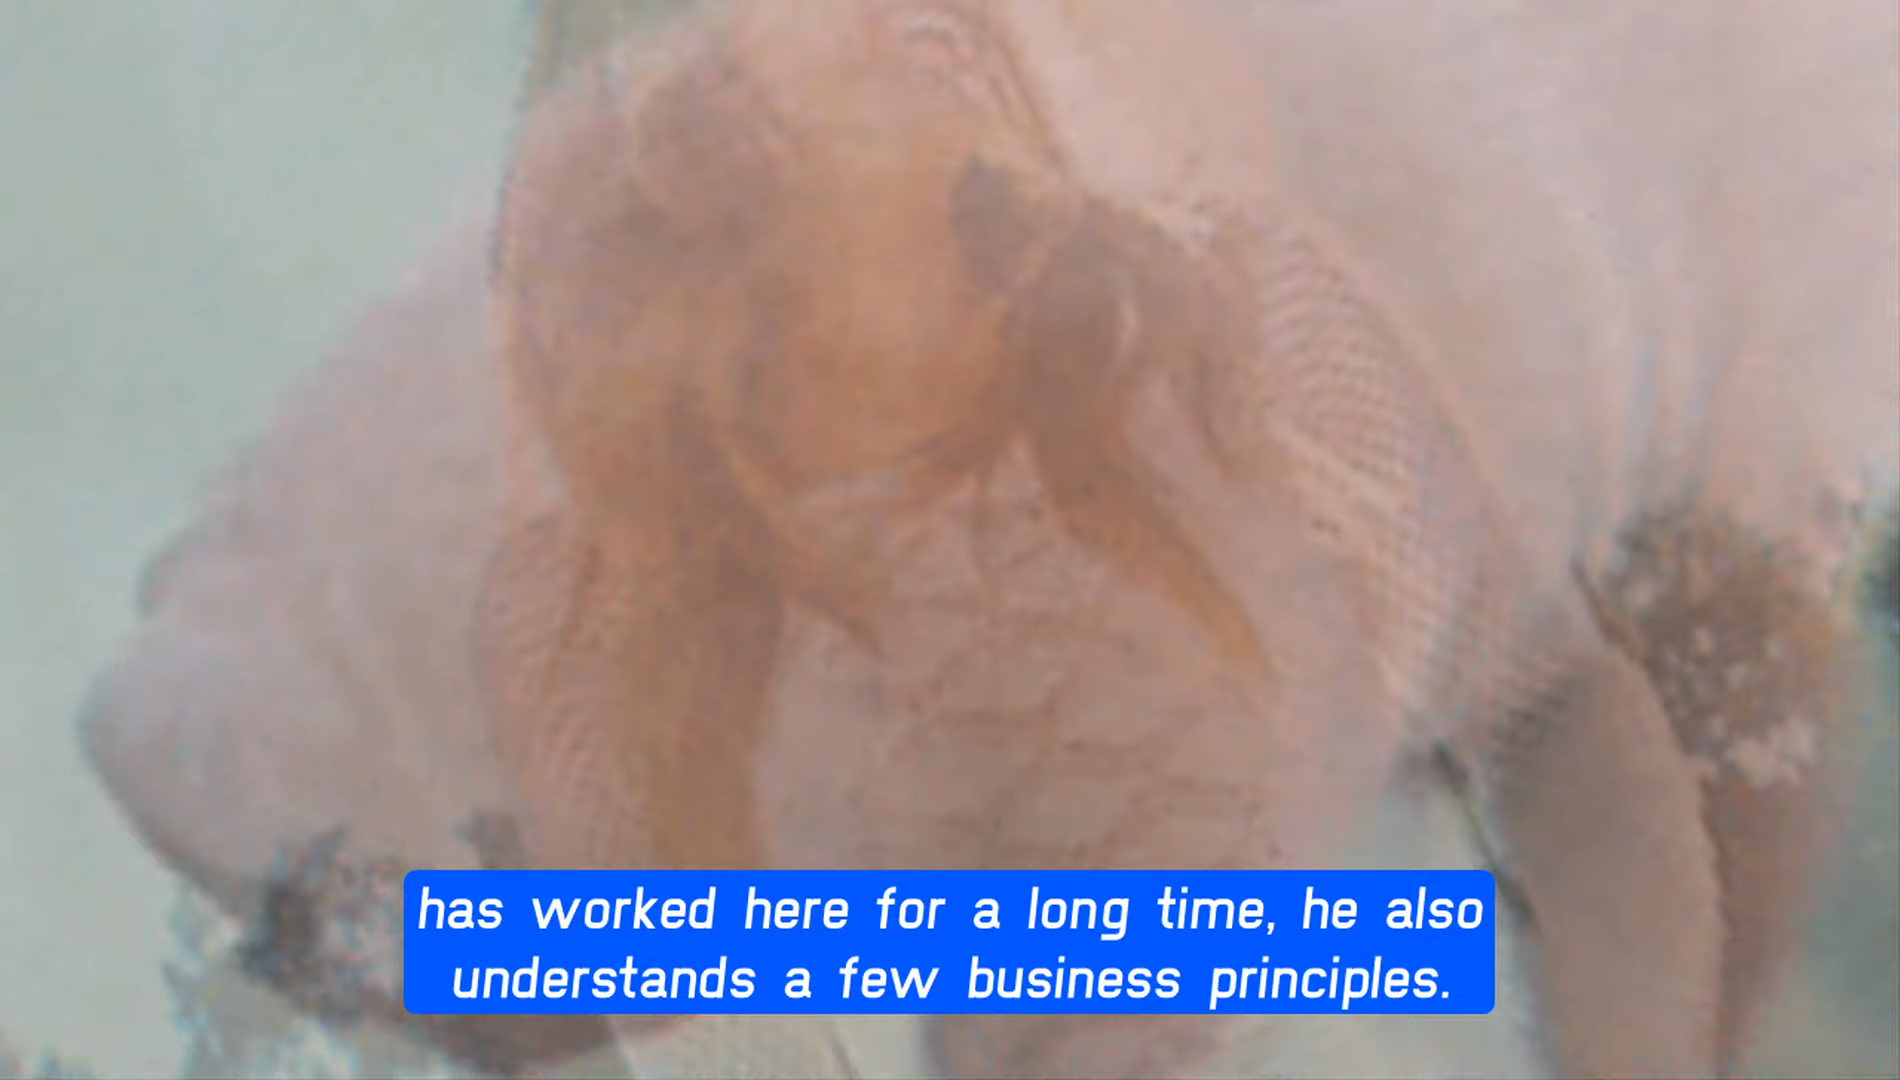 has worked here for a long time, he also
understands a few business principles.